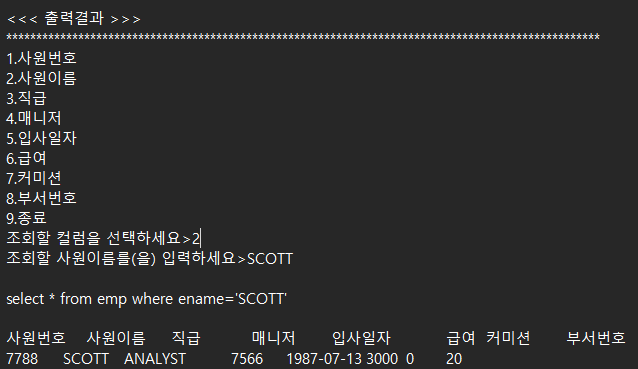 <<< 출력결과 >>>
***************************************************************************************************
1.사원번호
2.사원이름
3.직급
4.매니저
5.입사일자
6.급여
7.커미션
8.부서번호
9.종료
조회할 컬럼을 선택하세요>2
조회할 사원이름를(을) 입력하세요>SCOTT
select * from emp where ename='SCOTT'
사원번호 사원이름 직급 매니저 입사일자 급여 커미션 부서번호
7788 SCOTT ANALYST 7566 1987-07-13 3000 0 20